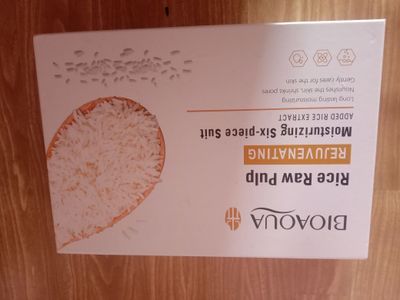 BIOAQUA
Rice Raw Pulp
REJUVENATING
Moisturizing Six-piece Suit
ADDED RICE EXTRACT
Long lasting moisturizing
Nourishes the skin, shrinks pores
Gently cares for the skin